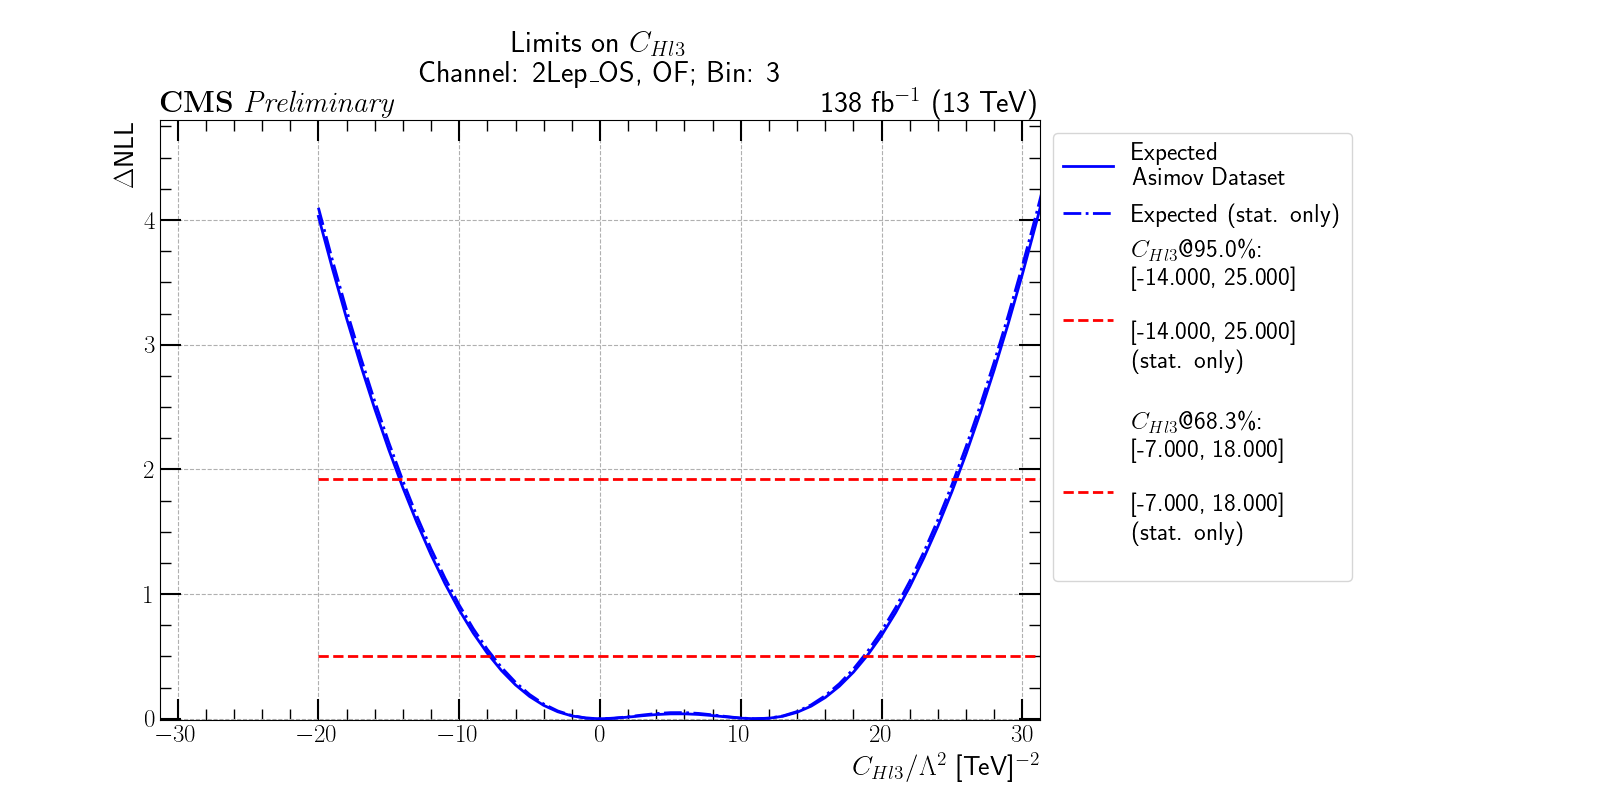 Limits on C_{Hl3}
Channel: 2Lep_OS, OF; Bin: 3
CMS Preliminary
138 fb^{-1} (13 TeV)
ΔNLL
4
3
2
1
0
−30
−20
−10
0
10
20
30
C_{Hl3}/Λ^2 [TeV]^{-2}
Expected
Asimov Dataset
Expected (stat. only)
C_{Hl3}@95.0%:
[-14.000, 25.000]
[-14.000, 25.000]
(stat. only)
C_{Hl3}@68.3%:
[-7.000, 18.000]
[-7.000, 18.000]
(stat. only)